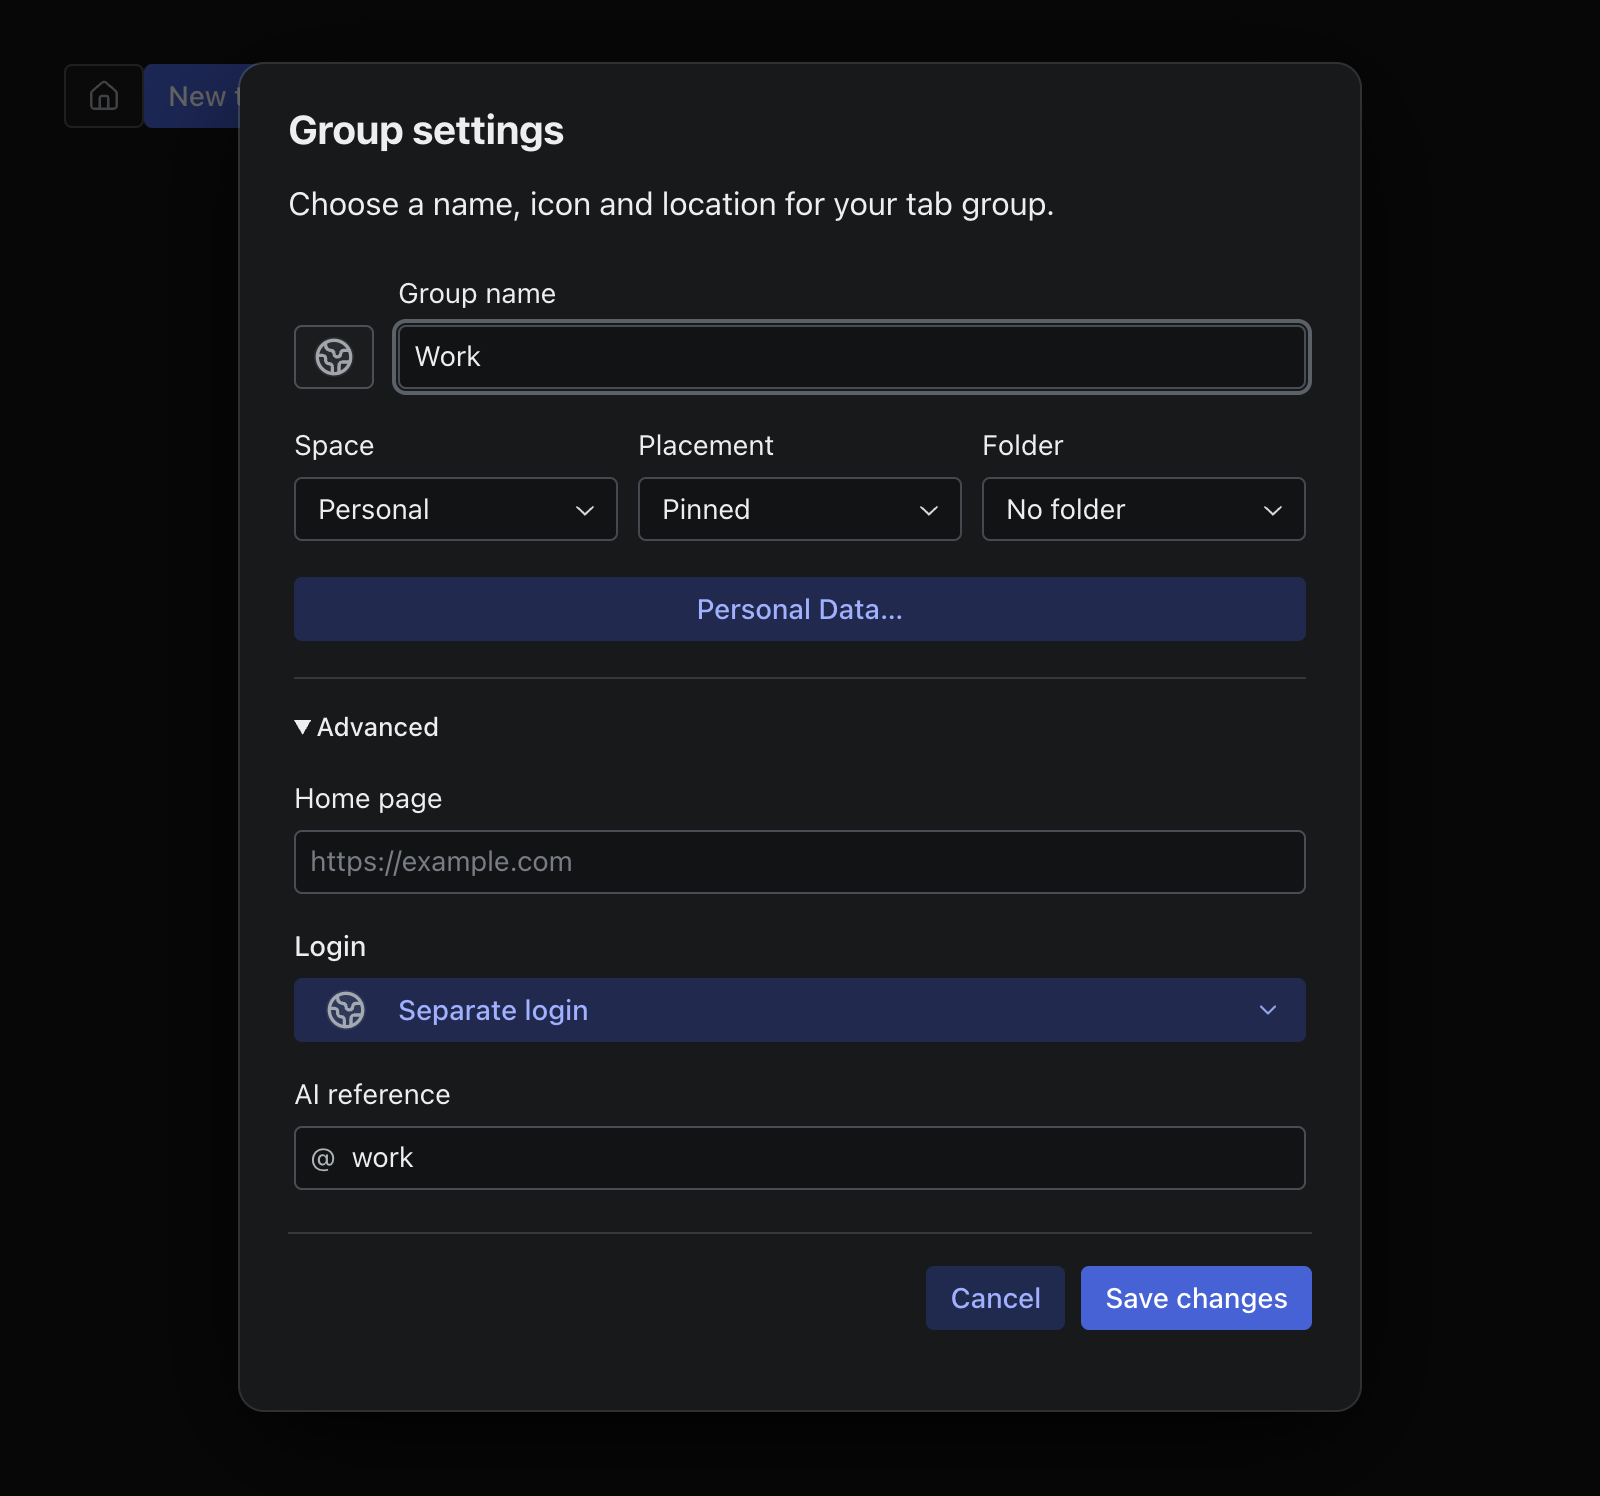 New
Group settings
Choose a name, icon and location for your tab group.
Group name
Work
Space
Placement
Folder
Personal
Pinned
No folder
Personal Data...
Advanced
Home page
https://example.com
Login
Separate login
AI reference
@ work
Cancel
Save changes